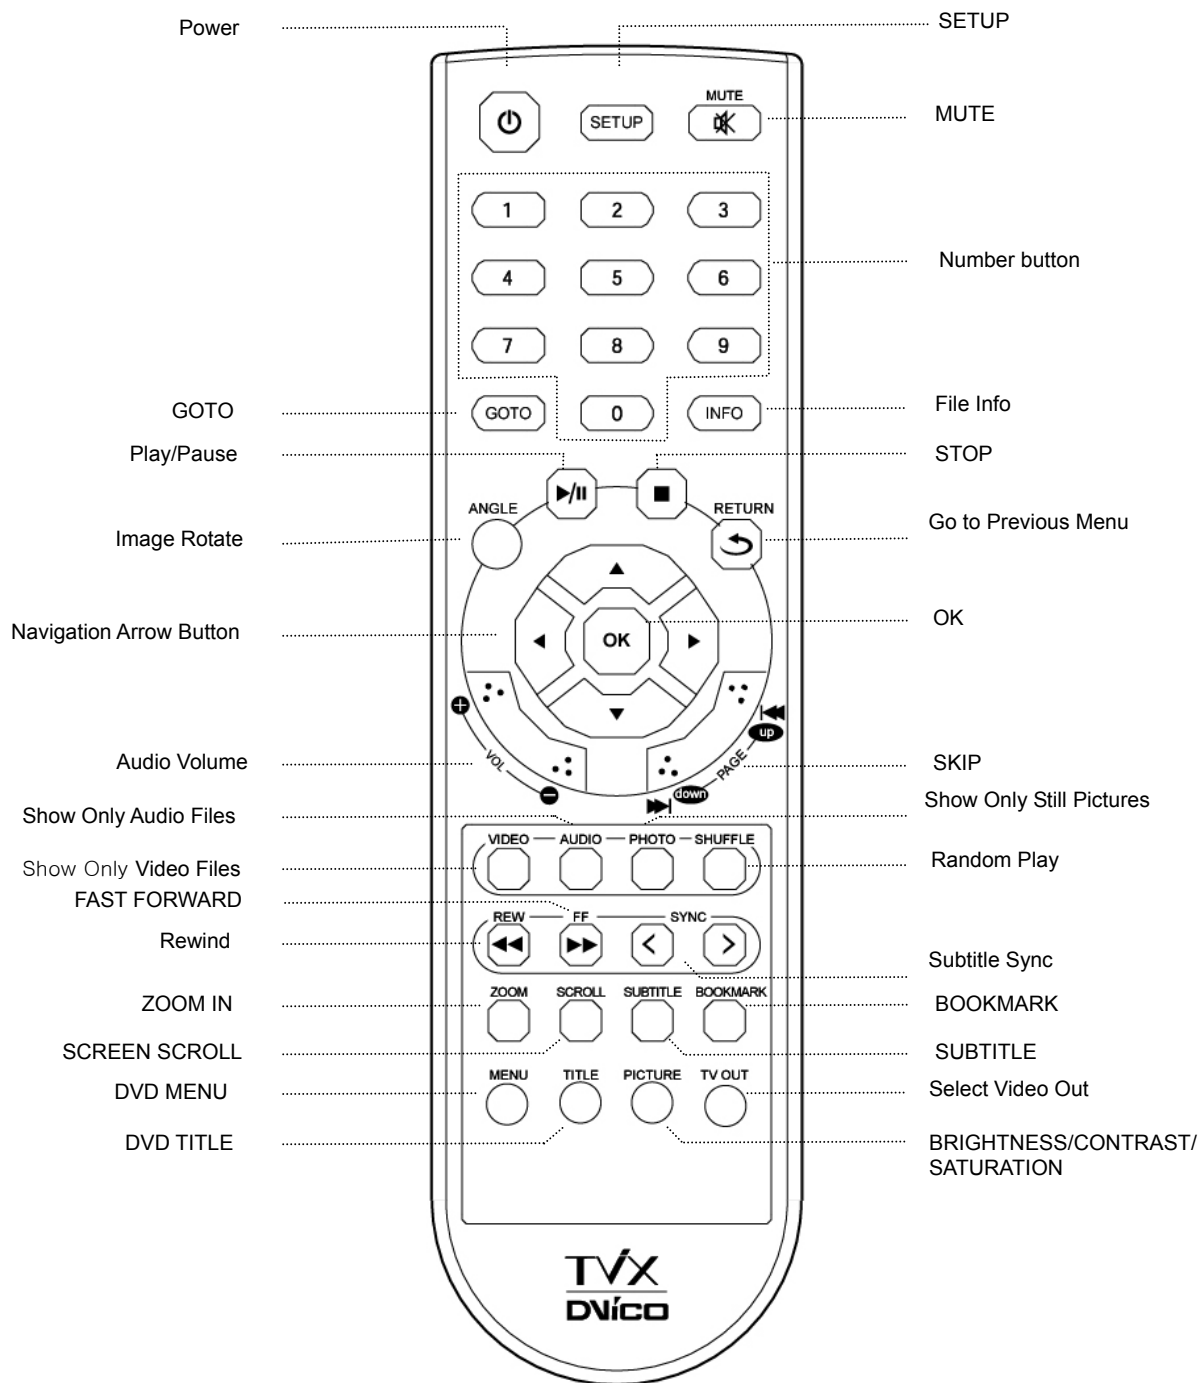 Power
SETUP
MUTE
SETUP
MUTE
1
2
3
4
5
6
Number button
7
8
9
GOTO
GOTO
0
INFO
File Info
Play/Pause
STOP
ANGLE
RETURN
Image Rotate
Go to Previous Menu
Navigation Arrow Button
OK
OK
up
VOL
PAGE
Audio Volume
SKIP
down
Show Only Audio Files
Show Only Still Pictures
VIDEO
AUDIO
PHOTO
SHUFFLE
Show Only Video Files
Random Play
FAST FORWARD
REW
FF
SYNC
Rewind
Subtitle Sync
ZOOM
SCROLL
SUBTITLE
BOOKMARK
ZOOM IN
BOOKMARK
SCREEN SCROLL
SUBTITLE
MENU
TITLE
PICTURE
TV OUT
DVD MENU
Select Video Out
DVD TITLE
BRIGHTNESS/CONTRAST/
SATURATION
TViX
DViCO